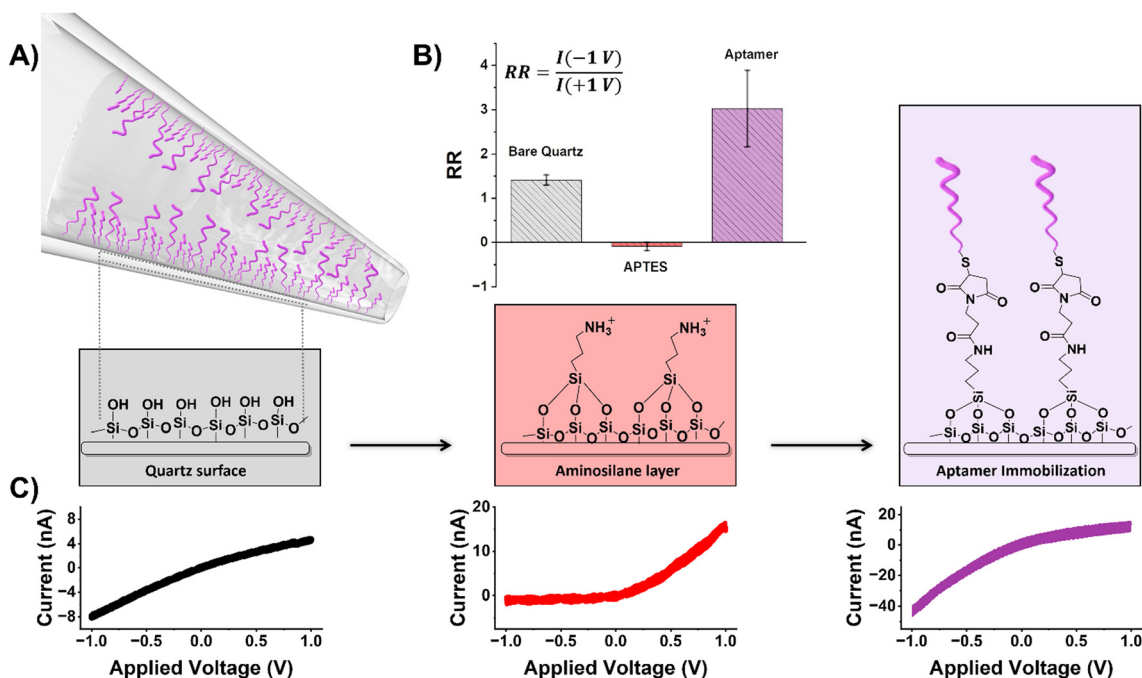 A)
B)
RR = I(−1 V) / I(+1 V)
Aptamer
Bare Quartz
APTES
RR
4
3
2
1
0
−1
OH OH OH OH OH OH
Si O Si O Si O Si O Si O Si O
Quartz surface
NH3+ NH3+
Si Si
O O O O O O
Si O Si O Si O Si O Si O Si O
Aminosilane layer
S S
O N O O N O
O NH O NH
Si Si
O O O O O O
Si O Si O Si O Si O Si O Si O
Aptamer Immobilization
C)
Current (nA)
8
4
0
−4
−8
−1.0 −0.5 0.0 0.5 1.0
Applied Voltage (V)
Current (nA)
20
10
0
−1.0 −0.5 0.0 0.5 1.0
Applied Voltage (V)
Current (nA)
20
0
−20
−40
−1.0 −0.5 0.0 0.5 1.0
Applied Voltage (V)